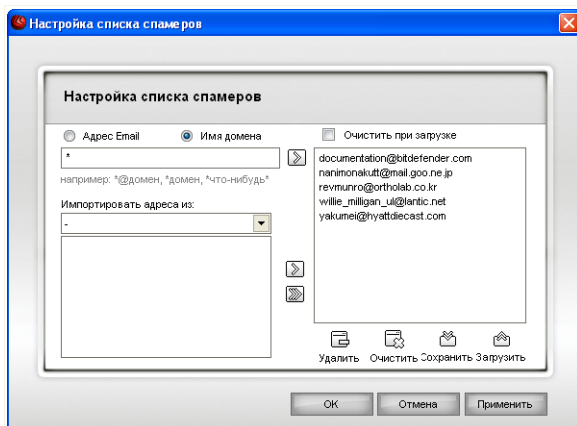 Настройка списка спамеров
Настройка списка спамеров
Адрес Email
Имя домена
*
например: *@домен, *домен, *что-нибудь*
Импортировать адреса из:
-
Очистить при загрузке
documentation@bitdefender.com
nanimonakutt@mail.goo.ne.jp
revmunro@ortholab.co.kr
willie_milligan_ul@lantic.net
yakumei@hyattdiecast.com
Удалить
Очистить
Сохранить
Загрузить
OK
Отмена
Применить